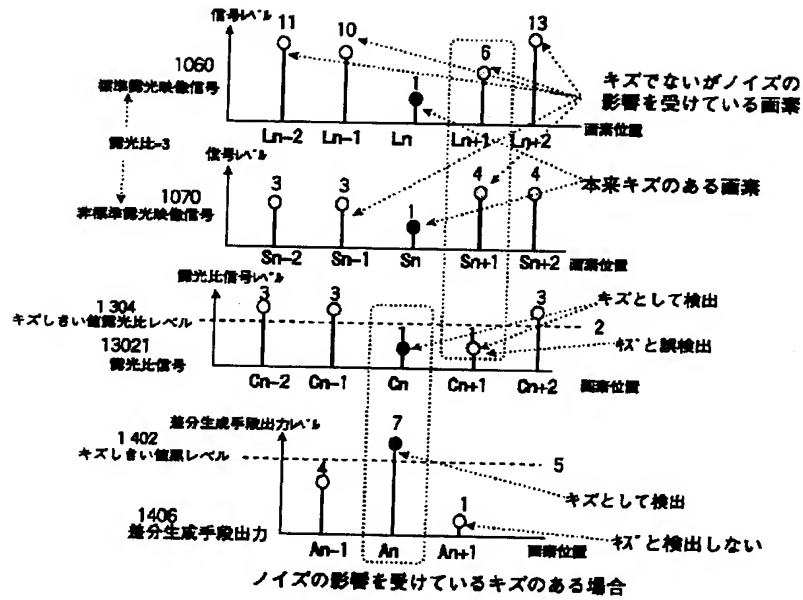 信号レベル
11 10 1 6 13
1060
標準露光映像信号
キズでないがノイズの
影響を受けている画素
Ln-2 Ln-1 Ln Ln+1 Ln+2 画素位置
露光比=3
信号レベル
3 3 1 4 4
1070
非標準露光映像信号
本来キズのある画素
Sn-2 Sn-1 Sn Sn+1 Sn+2 画素位置
露光比信号レベル
3 3 1 1 3
1304
キズしきい値露光比レベル
2
キズとして検出
キズと誤検出
13021
露光比信号
Cn-2 Cn-1 Cn Cn+1 Cn+2 画素位置
差分生成手段出力レベル
4 7 1
1402
キズしきい値黒レベル
5
キズとして検出
1406
差分生成手段出力
キズと検出しない
An-1 An An+1 画素位置
ノイズの影響を受けているキズのある場合